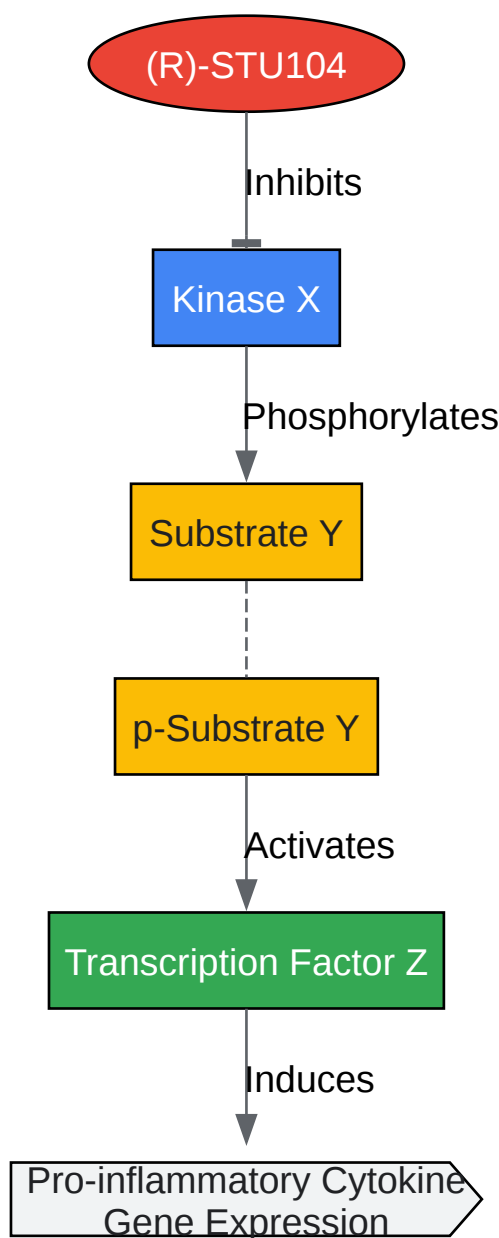 (R)-STU104
Inhibits
Kinase X
Phosphorylates
Substrate Y
p-Substrate Y
Activates
Transcription Factor Z
Induces
Pro-inflammatory Cytokine
Gene Expression